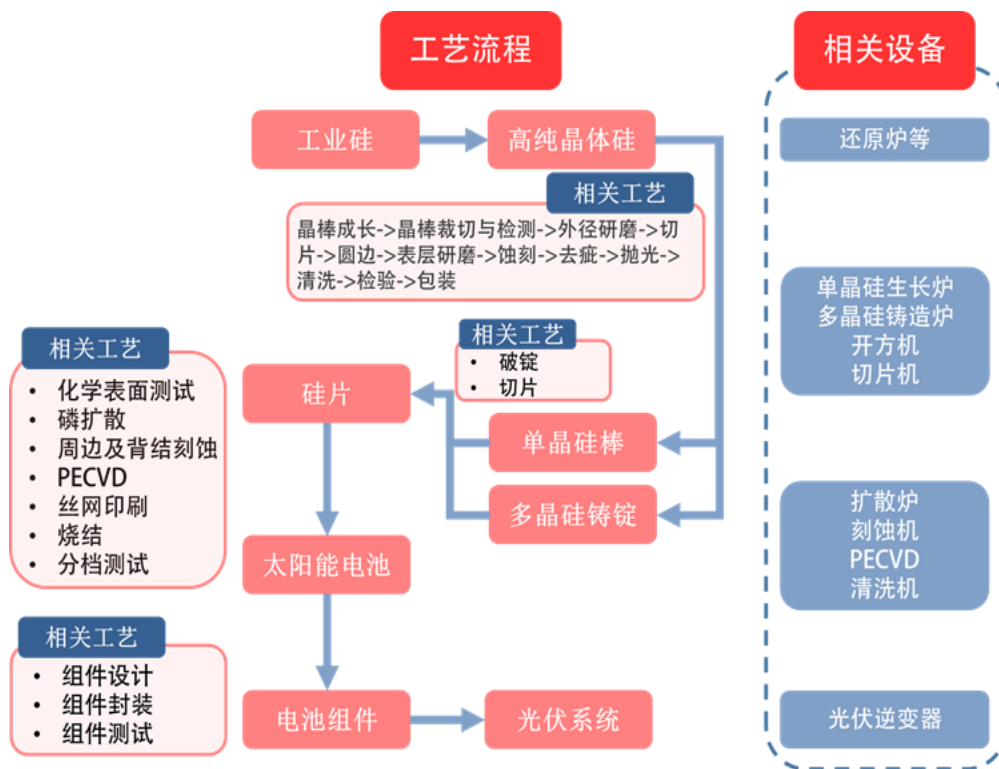 工艺流程
相关设备
工业硅
高纯晶体硅
还原炉等
相关工艺
晶棒成长->晶棒裁切与检测->外径研磨->切
片->圆边->表层研磨->蚀刻->去疵->抛光->
清洗->检验->包装
单晶硅生长炉
多晶硅铸造炉
开方机
切片机
相关工艺
• 破锭
• 切片
相关工艺
• 化学表面测试
• 磷扩散
• 周边及背结刻蚀
• PECVD
• 丝网印刷
• 烧结
• 分档测试
硅片
单晶硅棒
多晶硅铸锭
扩散炉
刻蚀机
PECVD
清洗机
太阳能电池
相关工艺
• 组件设计
• 组件封装
• 组件测试
电池组件
光伏系统
光伏逆变器